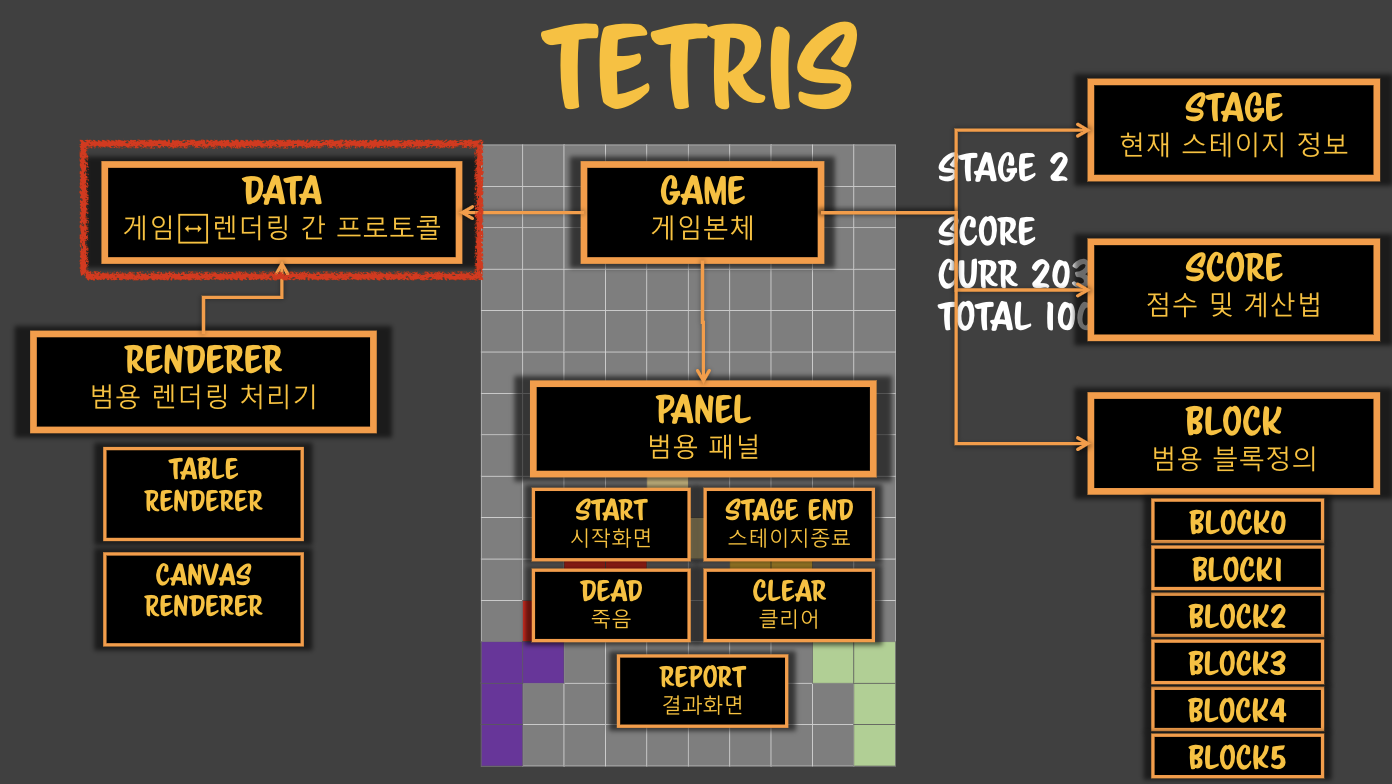 TETRIS
DATA
게임↔렌더링 간 프로토콜
RENDERER
범용 렌더링 처리기
TABLE
RENDERER
CANVAS
RENDERER
GAME
게임본체
PANEL
범용 패널
START
시작화면
STAGE END
스테이지종료
DEAD
죽음
CLEAR
클리어
REPORT
결과화면
STAGE 2
SCORE
CURR 203
TOTAL 100
STAGE
현재 스테이지 정보
SCORE
점수 및 계산법
BLOCK
범용 블록정의
BLOCK0
BLOCK1
BLOCK2
BLOCK3
BLOCK4
BLOCK5